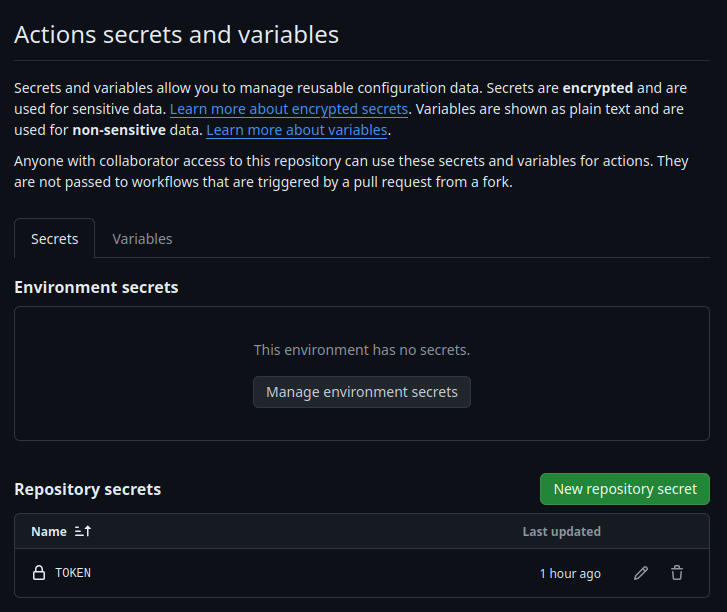 Actions secrets and variables
Secrets and variables allow you to manage reusable configuration data. Secrets are encrypted and are
used for sensitive data. Learn more about encrypted secrets. Variables are shown as plain text and are
used for non-sensitive data. Learn more about variables.
Anyone with collaborator access to this repository can use these secrets and variables for actions. They
are not passed to workflows that are triggered by a pull request from a fork.
Secrets Variables
Environment secrets
This environment has no secrets.
Manage environment secrets
Repository secrets New repository secret
Name Last updated
TOKEN 1 hour ago